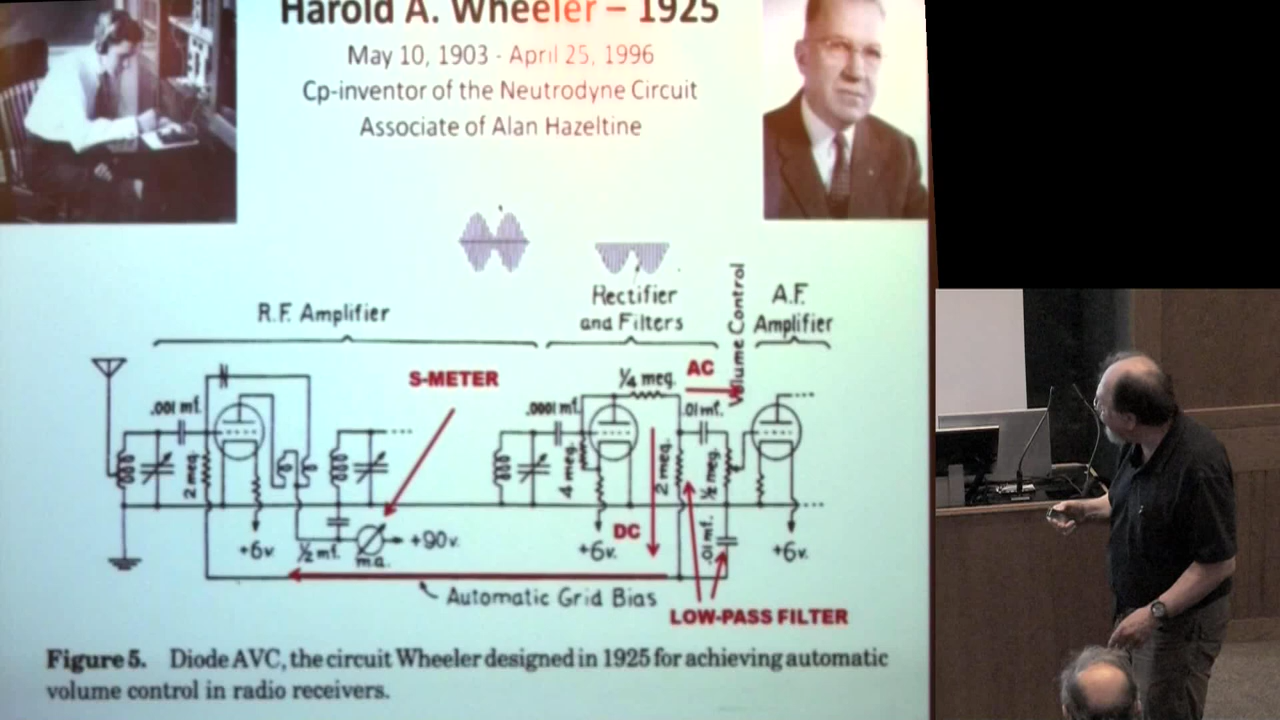 Harold A. Wheeler – 1925
May 10, 1903 - April 25, 1996
Cp-inventor of the Neutrodyne Circuit
Associate of Alan Hazeltine
R.F. Amplifier
Rectifier
and Filters
Volume Control
A.F.
Amplifier
S-METER
¼ meg.
AC
.001 mf.
.0001 mf.
.01 mf.
2 meg.
4 meg.
2 meg.
½ meg.
+6v
½ mf.
m.a.
+90v.
+6v.
DC
.01 mf.
+6v.
Automatic Grid Bias
LOW-PASS FILTER
Figure 5. Diode AVC, the circuit Wheeler designed in 1925 for achieving automatic
volume control in radio receivers.